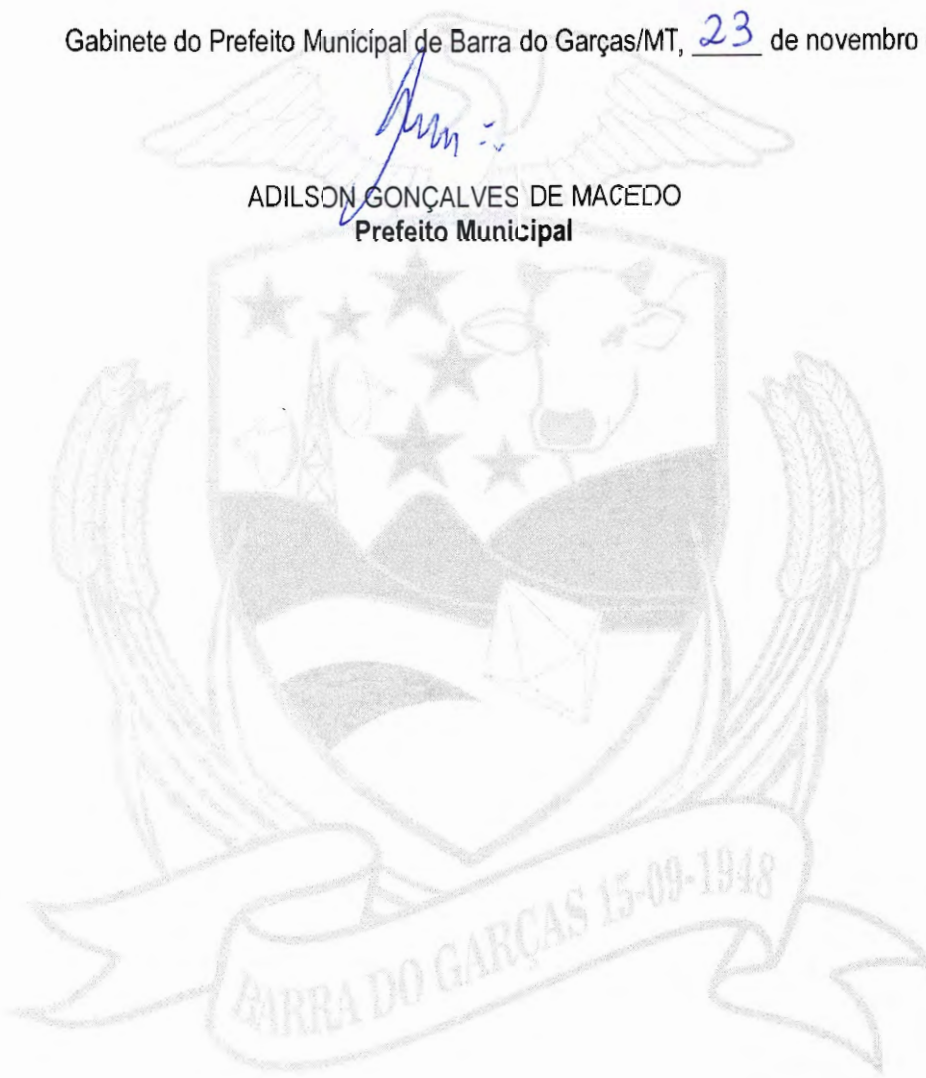 Gabinete do Prefeito Municipal de Barra do Garças/MT, 23 de novembro
ADILSON GONÇALVES DE MACEDO
Prefeito Municipal
BARRA DO GARÇAS 15-09-1948